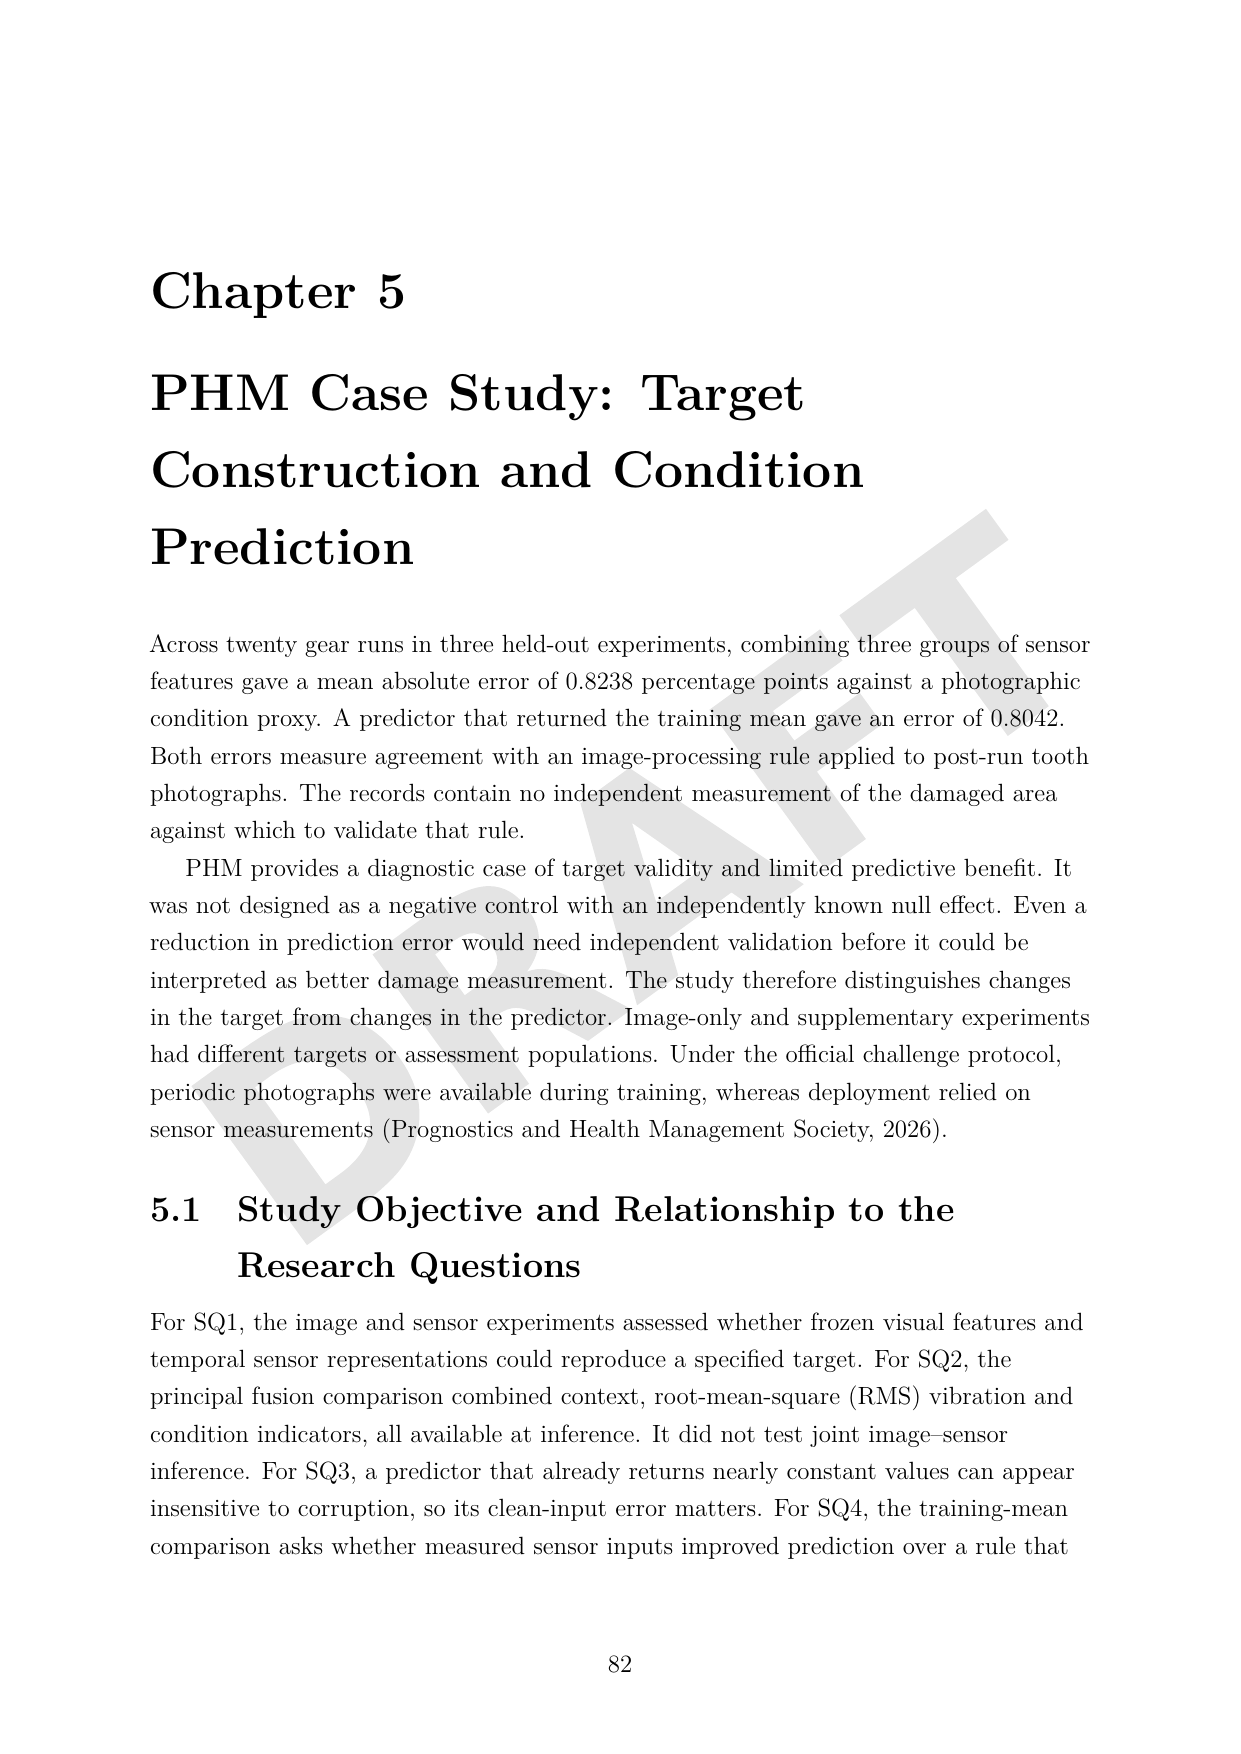 Chapter 5
PHM Case Study: Target
Construction and Condition
Prediction
Across twenty gear runs in three held-out experiments, combining three groups of sensor
features gave a mean absolute error of 0.8238 percentage points against a photographic
condition proxy. A predictor that returned the training mean gave an error of 0.8042.
Both errors measure agreement with an image-processing rule applied to post-run tooth
photographs. The records contain no independent measurement of the damaged area
against which to validate that rule.
PHM provides a diagnostic case of target validity and limited predictive benefit. It
was not designed as a negative control with an independently known null effect. Even a
reduction in prediction error would need independent validation before it could be
interpreted as better damage measurement. The study therefore distinguishes changes
in the target from changes in the predictor. Image-only and supplementary experiments
had different targets or assessment populations. Under the official challenge protocol,
periodic photographs were available during training, whereas deployment relied on
sensor measurements (Prognostics and Health Management Society, 2026).
5.1 Study Objective and Relationship to the
Research Questions
For SQ1, the image and sensor experiments assessed whether frozen visual features and
temporal sensor representations could reproduce a specified target. For SQ2, the
principal fusion comparison combined context, root-mean-square (RMS) vibration and
condition indicators, all available at inference. It did not test joint image–sensor
inference. For SQ3, a predictor that already returns nearly constant values can appear
insensitive to corruption, so its clean-input error matters. For SQ4, the training-mean
comparison asks whether measured sensor inputs improved prediction over a rule that
82
DRAFT